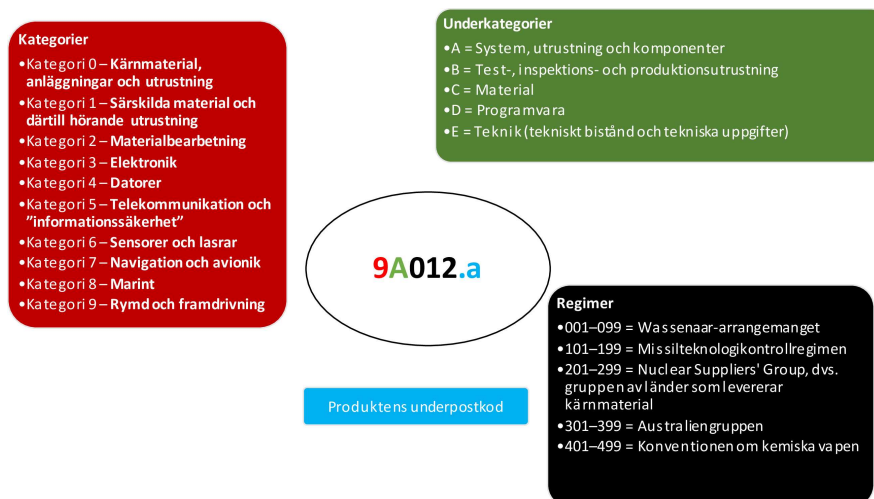 Kategorier
•Kategori 0 – Kärnmaterial,
anläggningar och utrustning
•Kategori 1 – Särskilda material och
därtill hörande utrustning
•Kategori 2 – Materialbearbetning
•Kategori 3 – Elektronik
•Kategori 4 – Datorer
•Kategori 5 – Telekommunikation och
”informationssäkerhet”
•Kategori 6 – Sensorer och lasrar
•Kategori 7 – Navigation och avionik
•Kategori 8 – Marint
•Kategori 9 – Rymd och framdrivning
Underkategorier
•A = System, utrustning och komponenter
•B = Test-, inspektions- och produktionsutrustning
•C = Material
•D = Programvara
•E = Teknik (tekniskt bistånd och tekniska uppgifter)
9A012.a
Produktens underpostkod
Regimer
•001–099 = Wassenaar-arrangemanget
•101–199 = Missilteknologikontrollregimen
•201–299 = Nuclear Suppliers' Group, dvs.
gruppen av länder som levererar
kärnmaterial
•301–399 = Australiengruppen
•401–499 = Konventionen om kemiska vapen